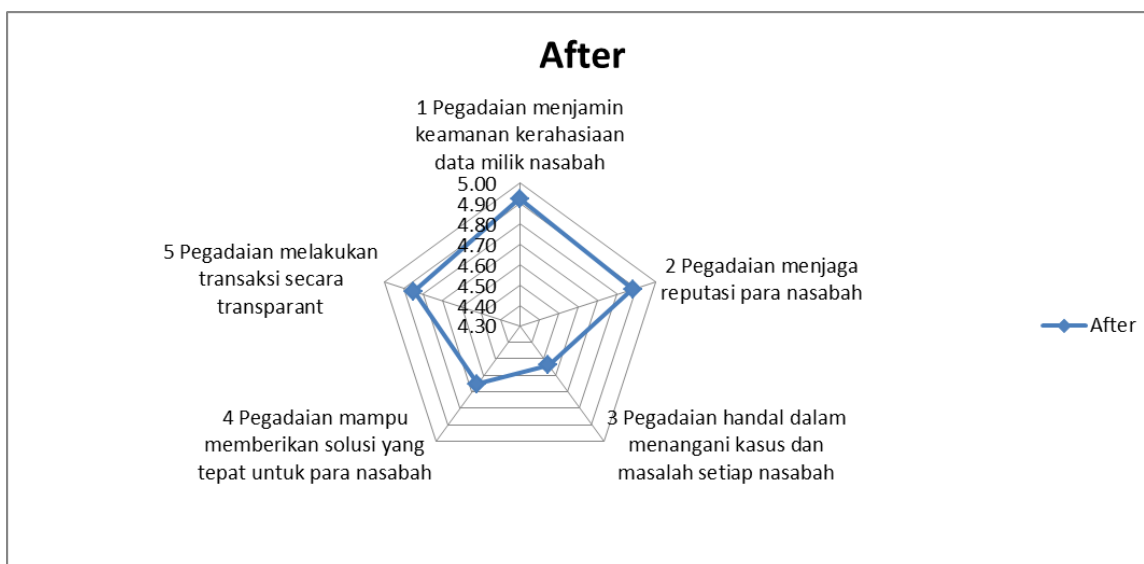 After
1 Pegadaian menjamin
keamanan kerahasiaan
data milik nasabah
5.00
4.90
4.80
4.70
4.60
4.50
4.40
4.30
2 Pegadaian menjaga
reputasi para nasabah
3 Pegadaian handal dalam
menangani kasus dan
masalah setiap nasabah
4 Pegadaian mampu
memberikan solusi yang
tepat untuk para nasabah
5 Pegadaian melakukan
transaksi secara
transparant
After